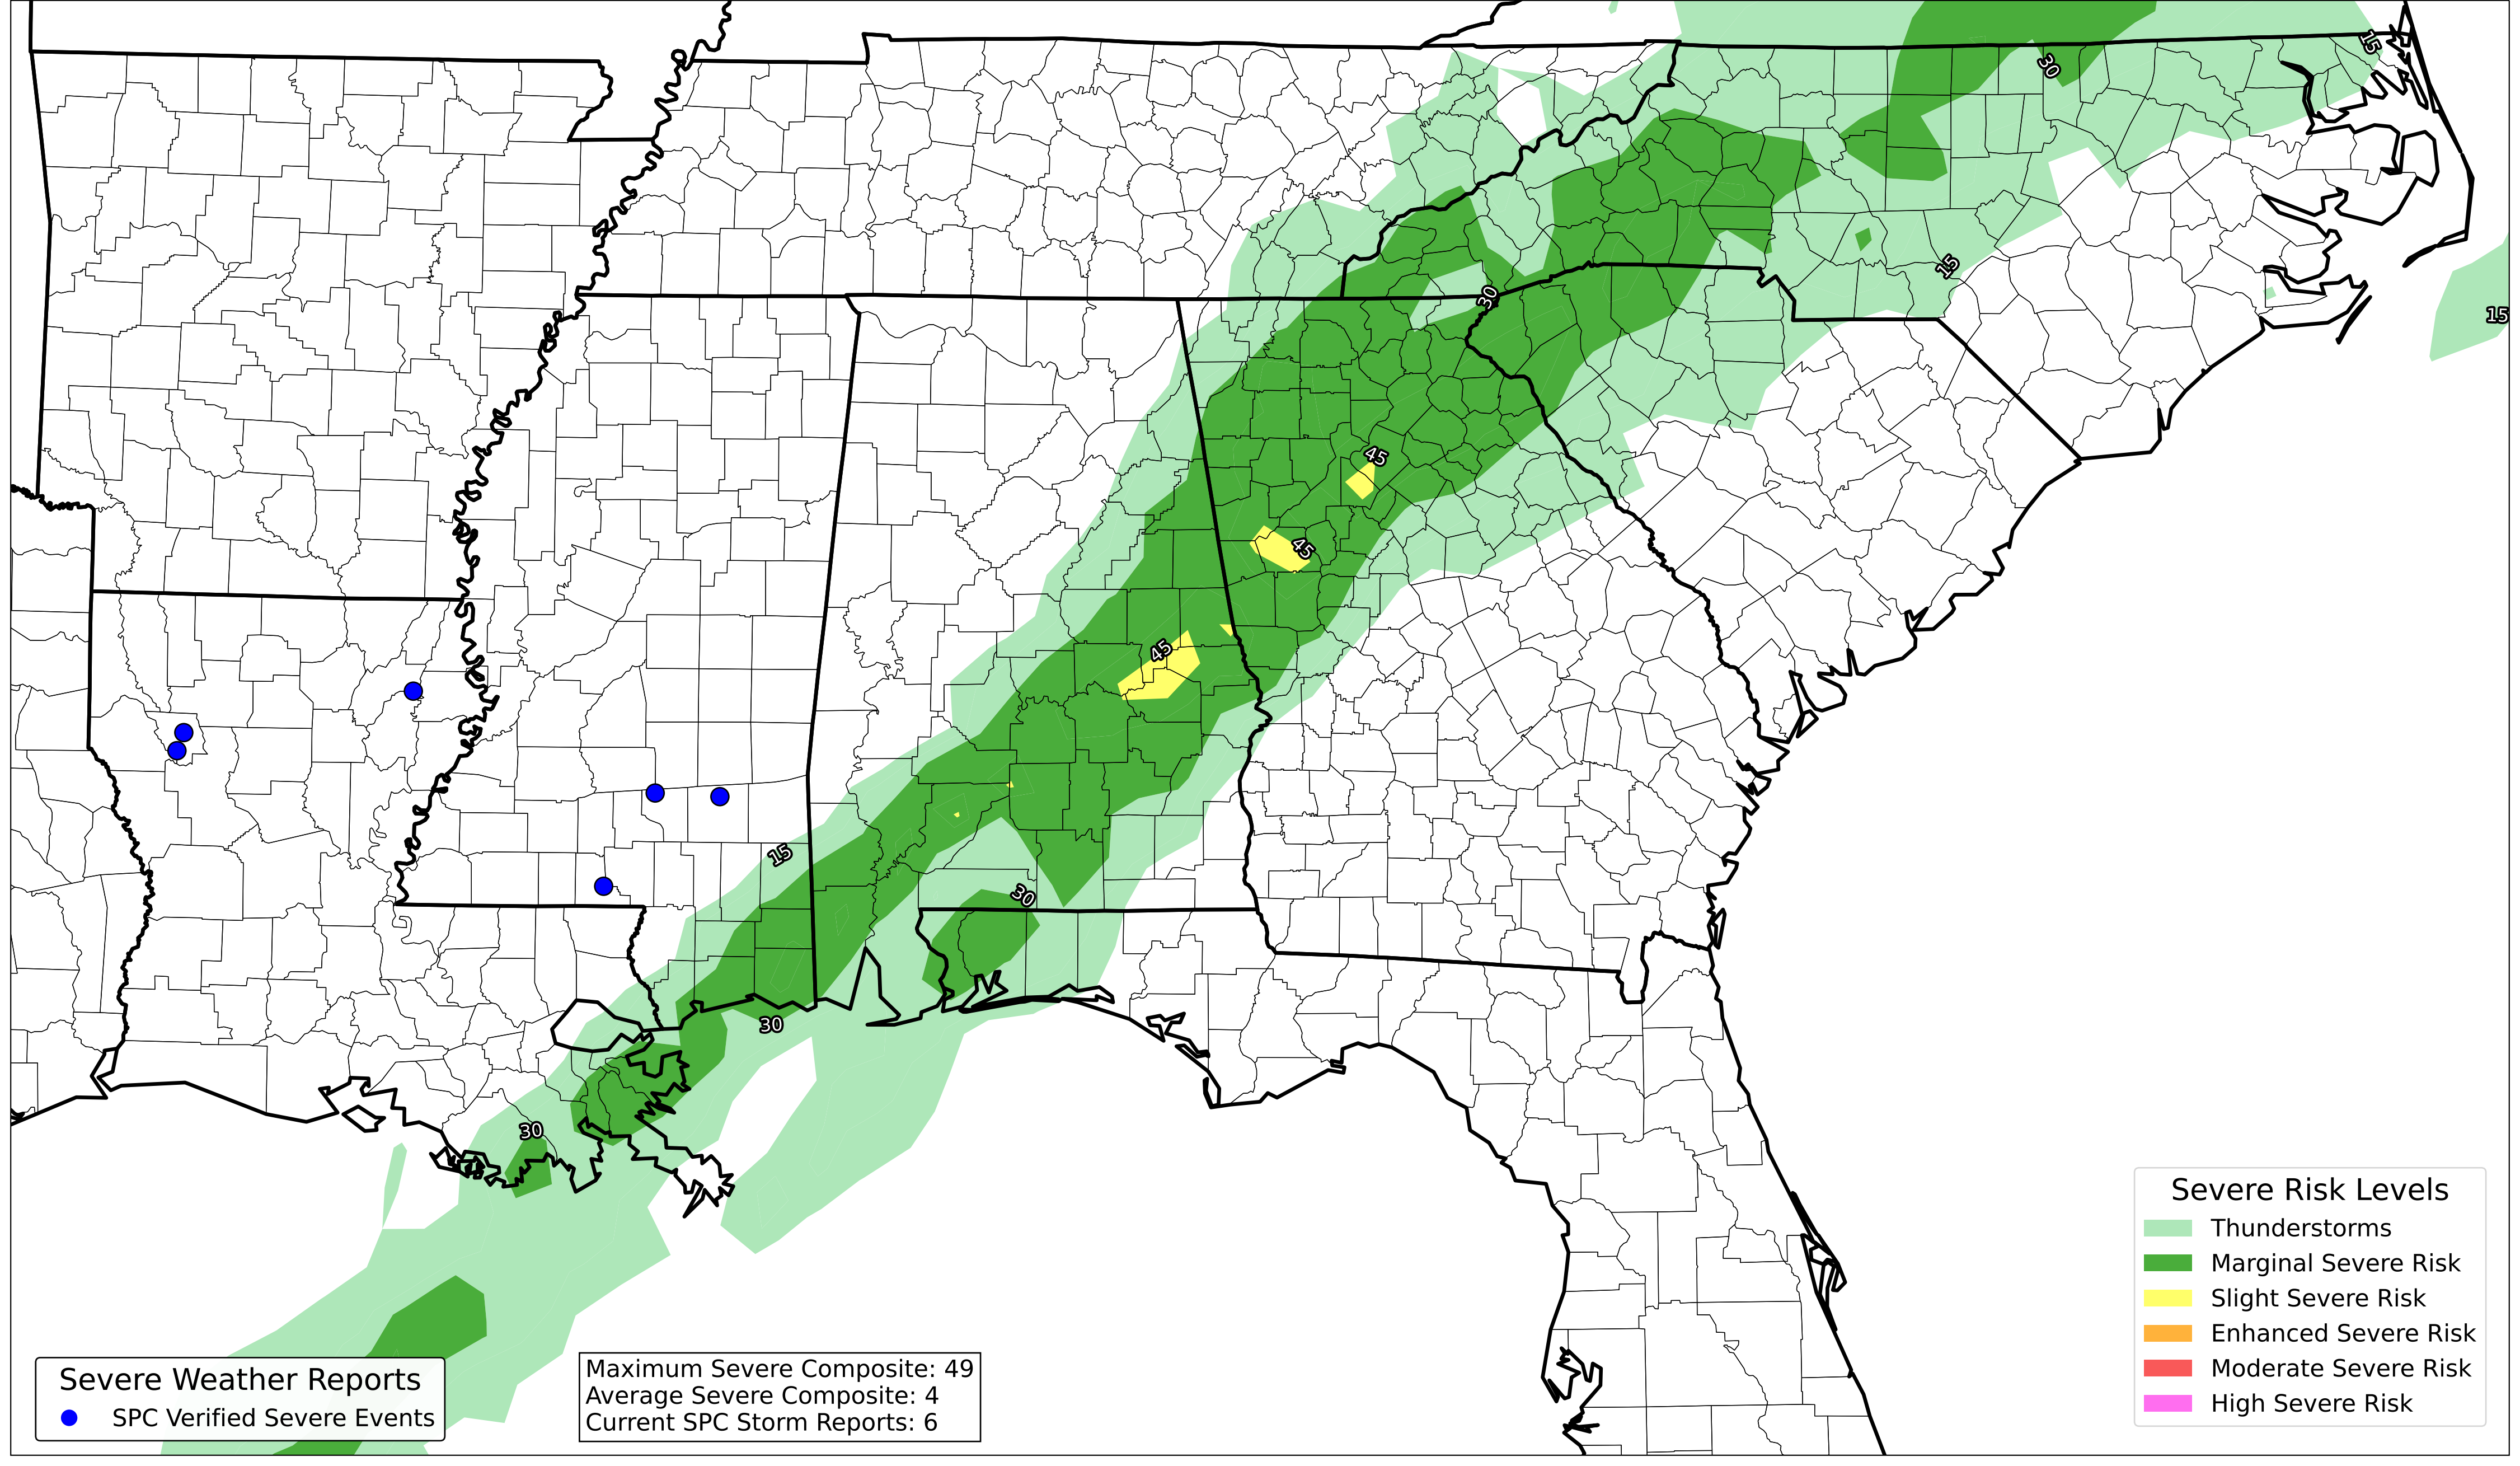 15
30
15
30
15
45
45
45
15
30
30
30
Severe Risk Levels
Thunderstorms
Marginal Severe Risk
Slight Severe Risk
Enhanced Severe Risk
Moderate Severe Risk
High Severe Risk
Severe Weather Reports
SPC Verified Severe Events
Maximum Severe Composite: 49
Average Severe Composite: 4
Current SPC Storm Reports: 6